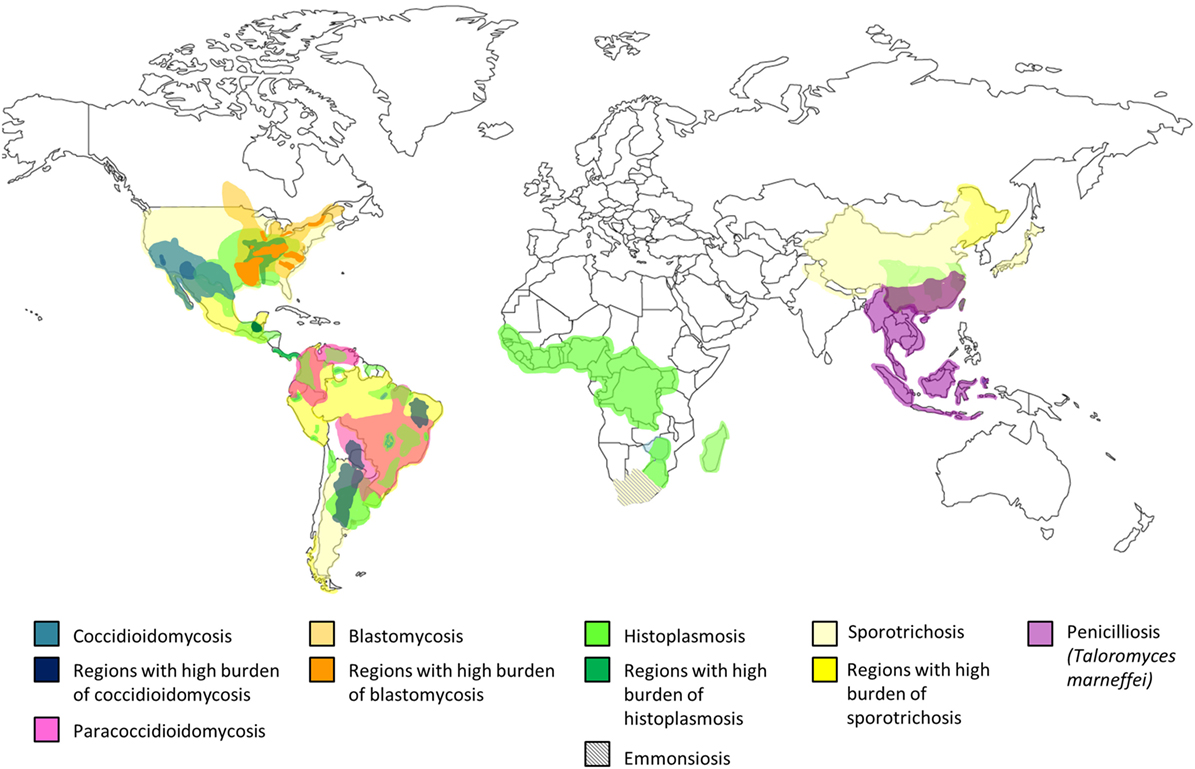 Coccidioidomycosis
Regions with high burden
of coccidioidomycosis
Paracoccidioidomycosis
Blastomycosis
Regions with high burden
of blastomycosis
Histoplasmosis
Regions with high
burden of
histoplasmosis
Emmonsiosis
Sporotrichosis
Regions with high
burden of
sporotrichosis
Penicilliosis
(Taloromyces
marneffei)